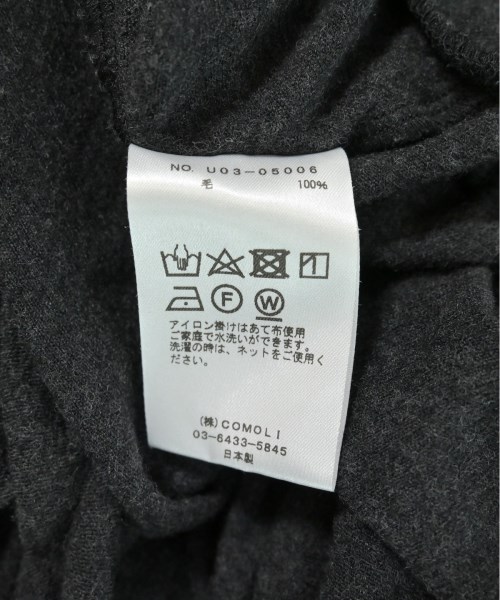 NO. U03-05006
毛 100%
F W
アイロン掛けはあて布使用
ご家庭で水洗いができます。
洗濯の時は、ネットをご使用く
ださい。
(株)COMOLI
03-6433-5845
日本製